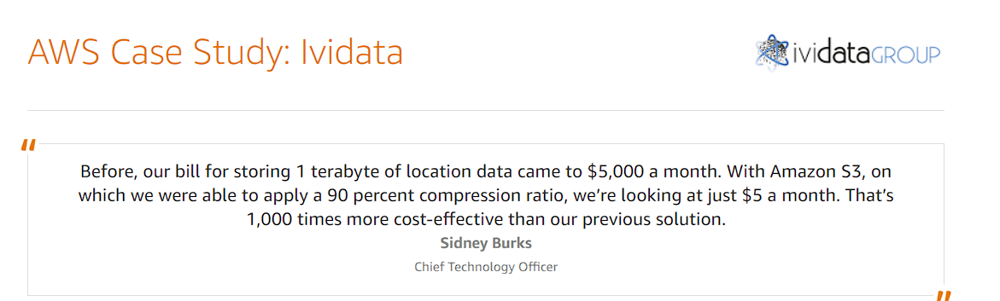 AWS Case Study: Ividata
ividataGROUP
"
Before, our bill for storing 1 terabyte of location data came to $5,000 a month. With Amazon S3, on
which we were able to apply a 90 percent compression ratio, we’re looking at just $5 a month. That’s
1,000 times more cost-effective than our previous solution.
Sidney Burks
Chief Technology Officer
"